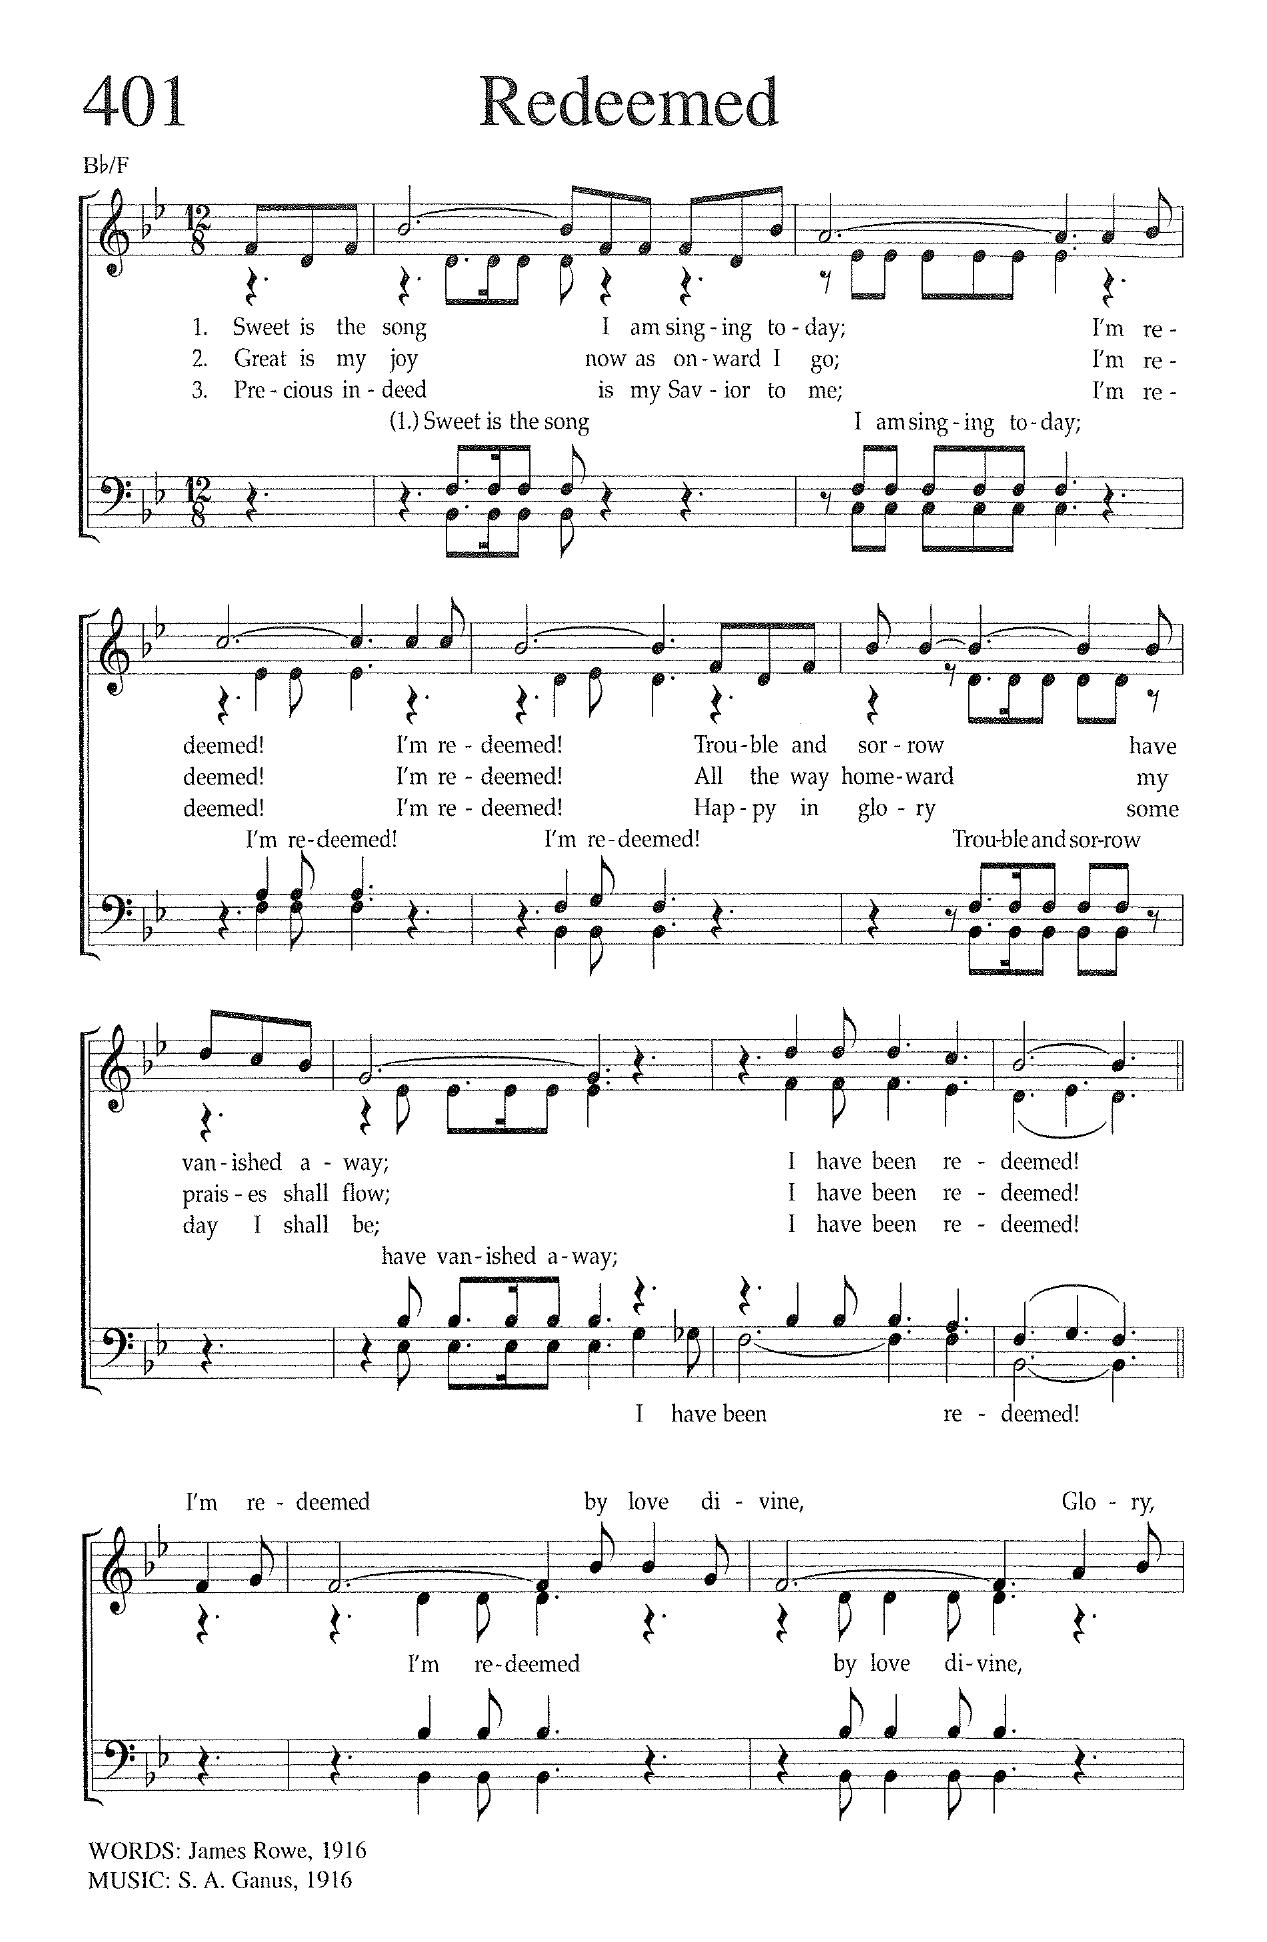 401 Redeemed
B♭/F
12
8
1. Sweet is the song I am sing - ing to - day; I'm re -
2. Great is my joy now as on - ward I go; I'm re -
3. Pre - cious in - deed is my Sav - ior to me; I'm re -
(1.) Sweet is the song I am sing - ing to - day;
12
8
deemed! I'm re - deemed! Trou - ble and sor - row have
deemed! I'm re - deemed! All the way home - ward my
deemed! I'm re - deemed! Hap - py in glo - ry some
I'm re - deemed! I'm re - deemed! Trou - ble and sor - row
van - ished a - way; I have been re - deemed!
prais - es shall flow; I have been re - deemed!
day I shall be; I have been re - deemed!
have van - ished a - way;
I have been re - deemed!
I'm re - deemed by love di - vine, Glo - ry,
I'm re - deemed by love di - vine,
WORDS: James Rowe, 1916
MUSIC: S. A. Ganus, 1916